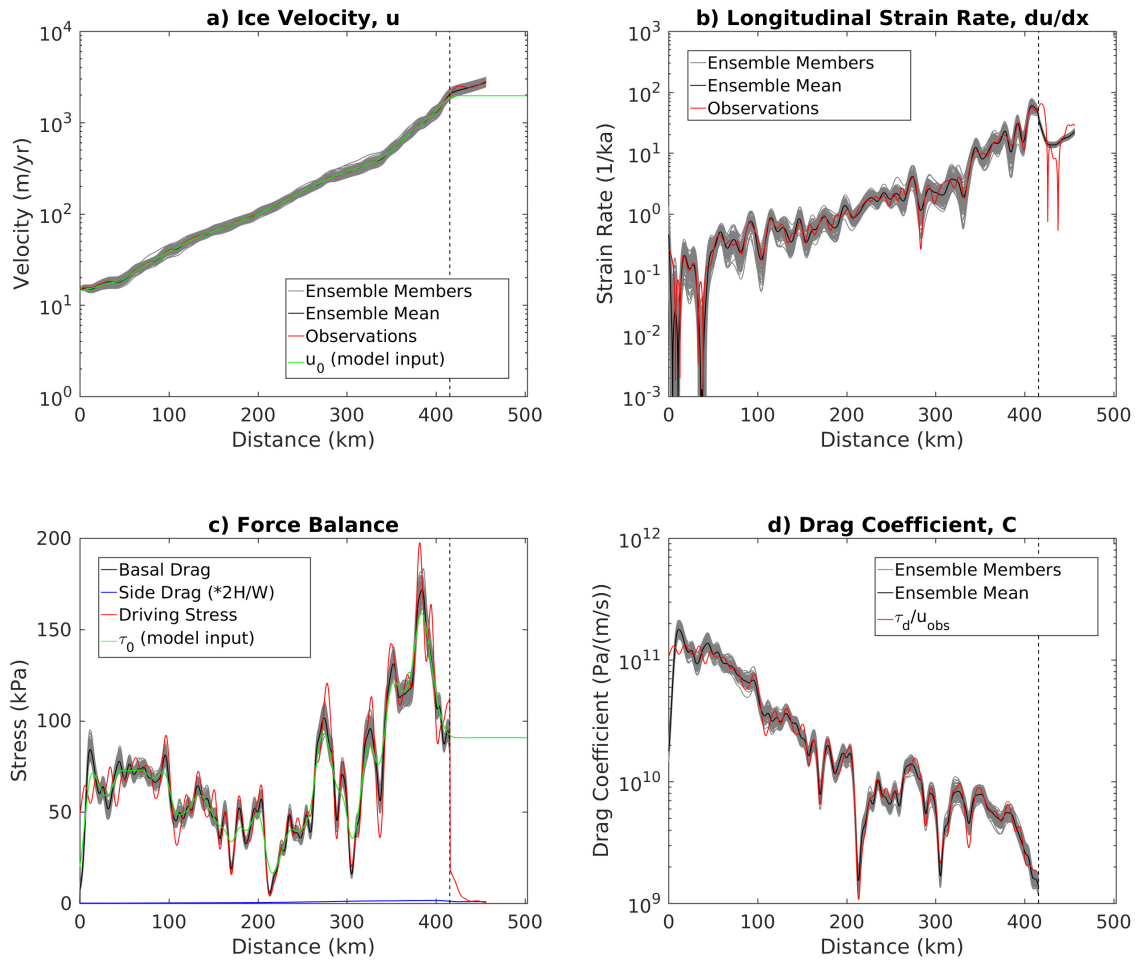 a) Ice Velocity, u
10^4
10^3
10^2
10^1
10^0
Velocity (m/yr)
Ensemble Members
Ensemble Mean
Observations
u_0 (model input)
0 100 200 300 400 500
Distance (km)
b) Longitudinal Strain Rate, du/dx
10^3
10^2
10^1
10^0
10^-1
10^-2
10^-3
Strain Rate (1/ka)
Ensemble Members
Ensemble Mean
Observations
0 100 200 300 400 500
Distance (km)
c) Force Balance
200
150
100
50
0
Stress (kPa)
Basal Drag
Side Drag (*2H/W)
Driving Stress
τ_0 (model input)
0 100 200 300 400 500
Distance (km)
d) Drag Coefficient, C
10^12
10^11
10^10
10^9
Drag Coefficient (Pa/(m/s))
Ensemble Members
Ensemble Mean
τ_d/u_obs
0 100 200 300 400 500
Distance (km)